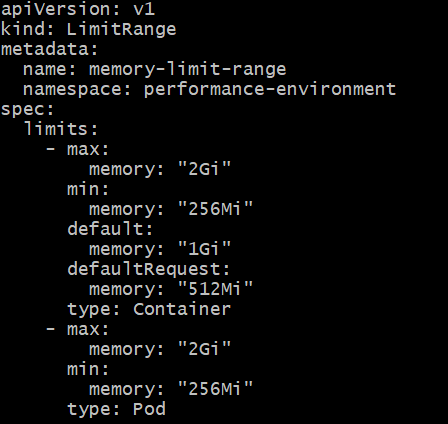 apiVersion: v1
kind: LimitRange
metadata:
  name: memory-limit-range
  namespace: performance-environment
spec:
  limits:
    - max:
        memory: "2Gi"
      min:
        memory: "256Mi"
      default:
        memory: "1Gi"
      defaultRequest:
        memory: "512Mi"
      type: Container
    - max:
        memory: "2Gi"
      min:
        memory: "256Mi"
      type: Pod